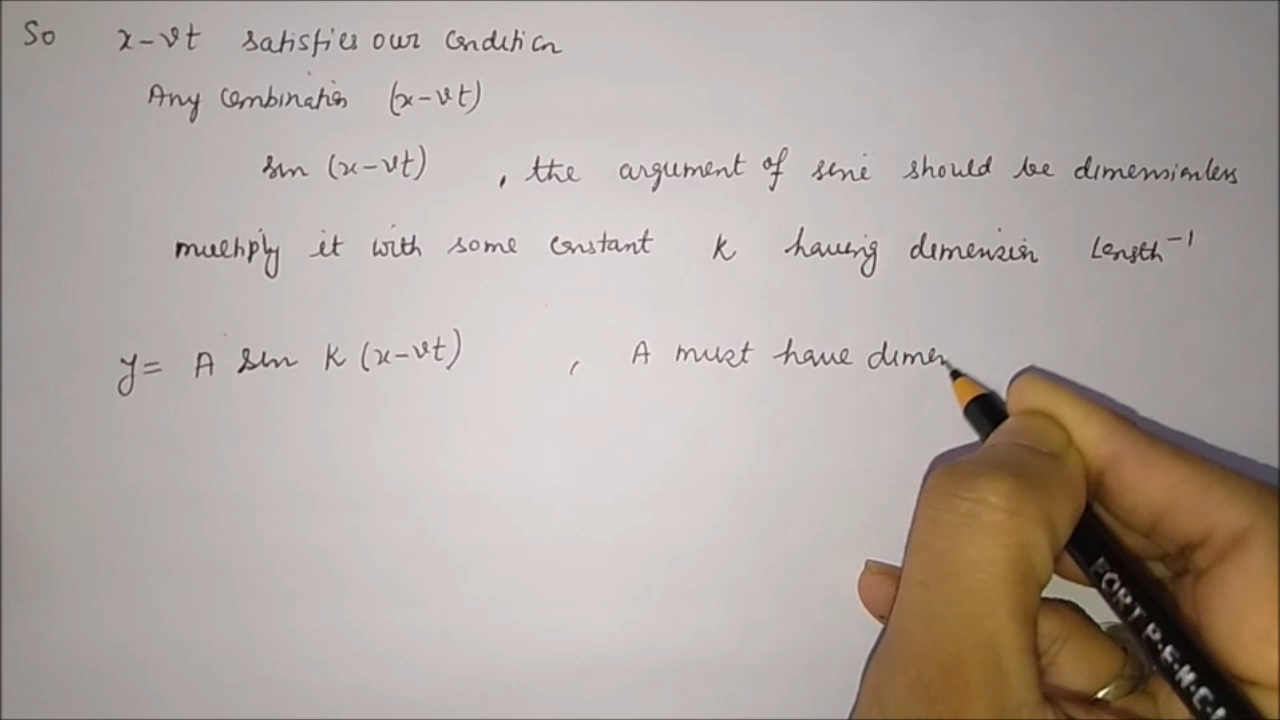 So x-vt satisfies our condition
Any combination (x-vt)
sin (x-vt) , the argument of sine should be dimensionless
multiply it with some constant K having dimension Length⁻¹
y= A sin K (x-vt) , A must have dimen
FORT P.E.N.C.I